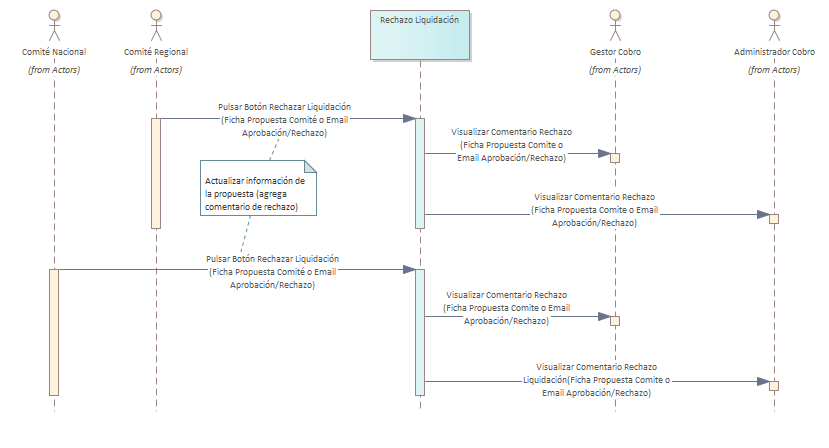 Rechazo Liquidación
Comité Nacional
(from Actors)
Comité Regional
(from Actors)
Gestor Cobro
(from Actors)
Administrador Cobro
(from Actors)
Pulsar Botón Rechazar Liquidación
(Ficha Propuesta Comité o Email
Aprobación/Rechazo)
Visualizar Comentario Rechazo
(Ficha Propuesta Comite o
Email Aprobación/Rechazo)
Actualizar información de
la propuesta (agrega
comentario de rechazo)
Visualizar Comentario Rechazo
(Ficha Propuesta Comite o Email
Aprobación/Rechazo)
Pulsar Botón Rechazar Liquidación
(Ficha Propuesta Comité o Email
Aprobación/Rechazo)
Visualizar Comentario Rechazo
(Ficha Propuesta Comite o Email
Aprobación/Rechazo)
Visualizar Comentario Rechazo
Liquidación(Ficha Propuesta Comite o
Email Aprobación/Rechazo)